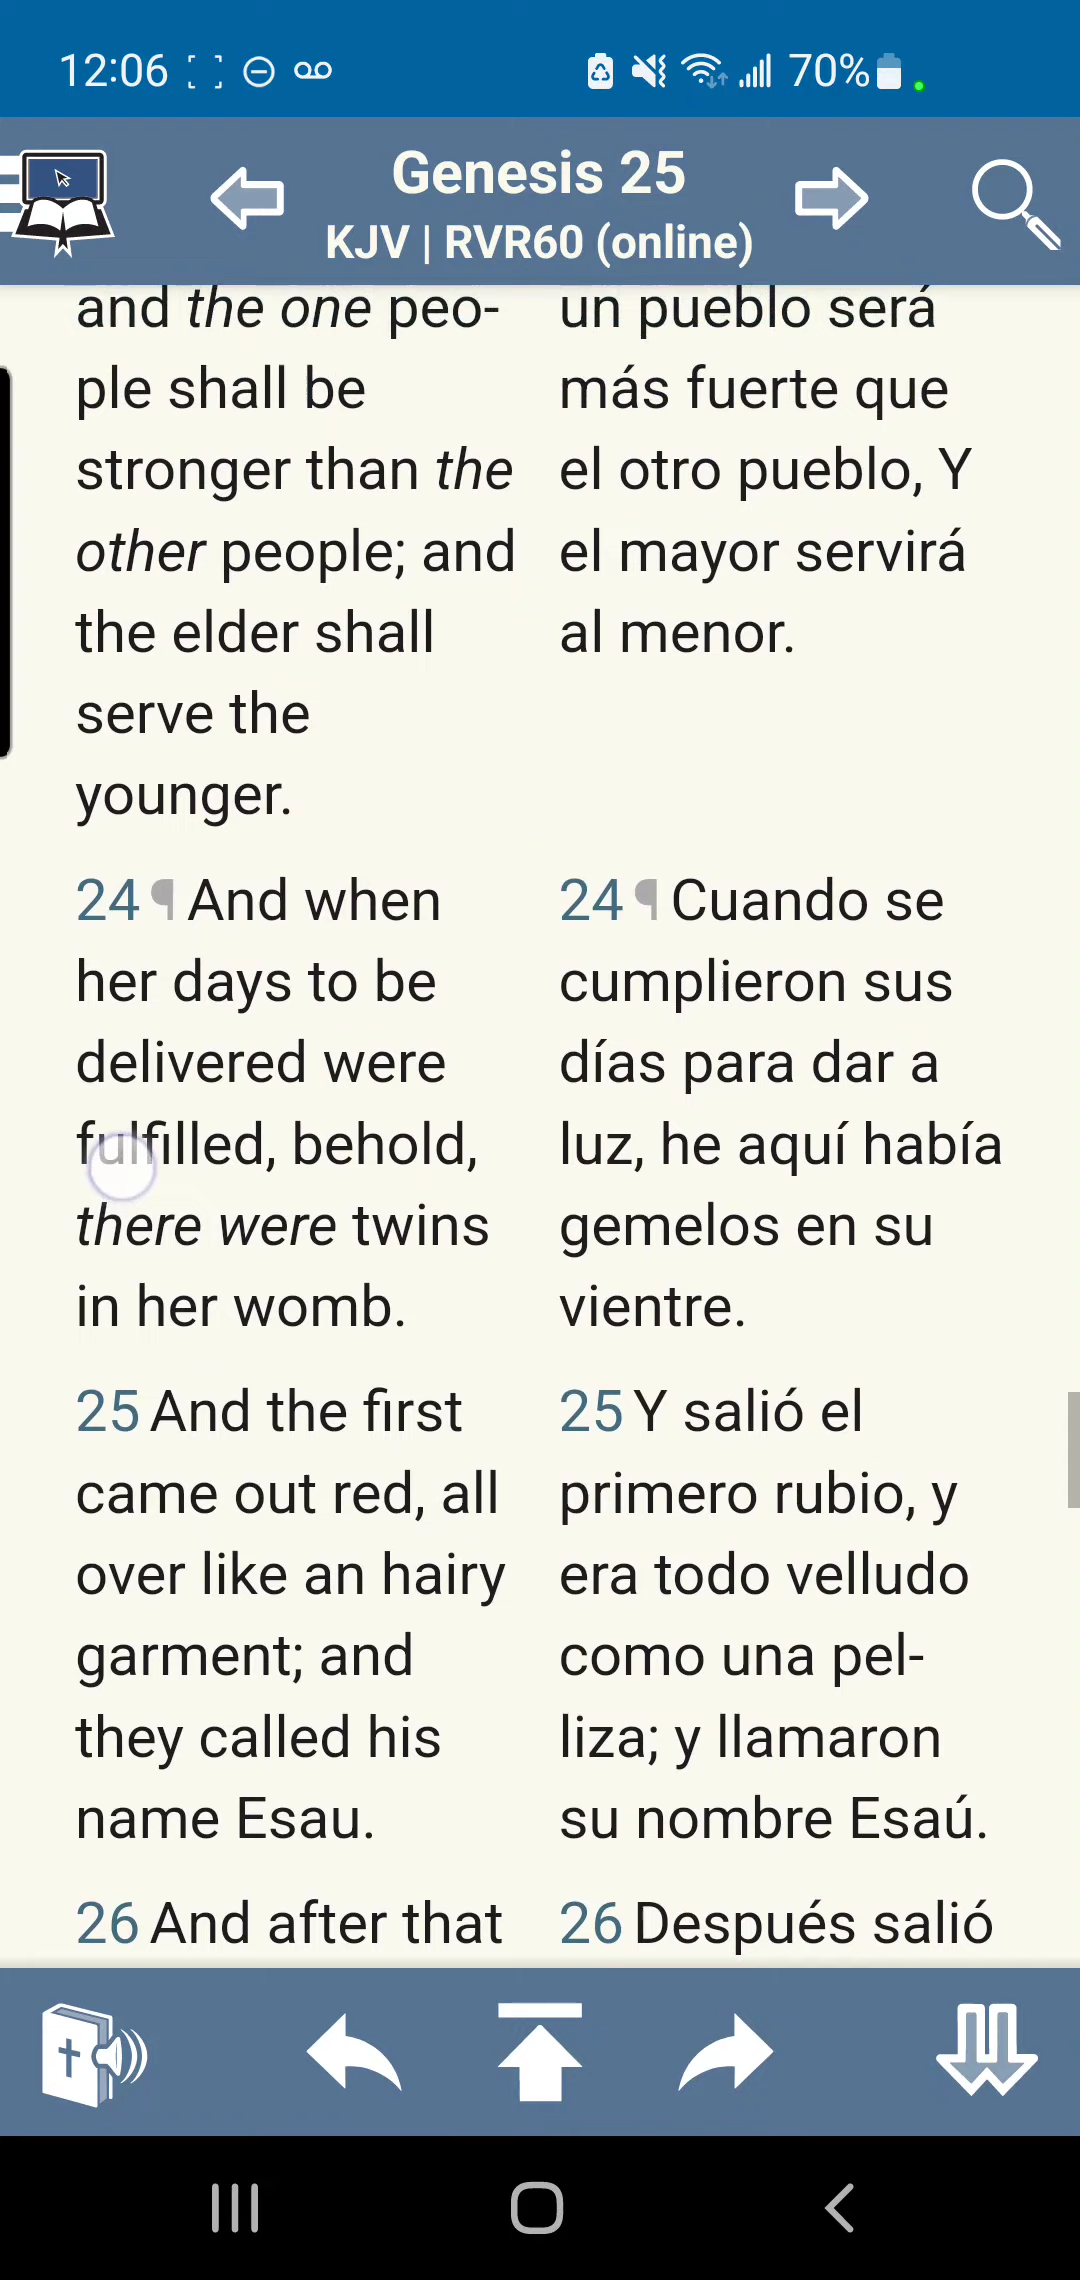 12:06
70%
Genesis 25
KJV | RVR60 (online)
and the one peo-
ple shall be
stronger than the
other people; and
the elder shall
serve the
younger.
24 ¶ And when
her days to be
delivered were
fulfilled, behold,
there were twins
in her womb.
25 And the first
came out red, all
over like an hairy
garment; and
they called his
name Esau.
26 And after that
un pueblo será
más fuerte que
el otro pueblo, Y
el mayor servirá
al menor.
24 ¶ Cuando se
cumplieron sus
días para dar a
luz, he aquí había
gemelos en su
vientre.
25 Y salió el
primero rubio, y
era todo velludo
como una pel-
liza; y llamaron
su nombre Esaú.
26 Después salió